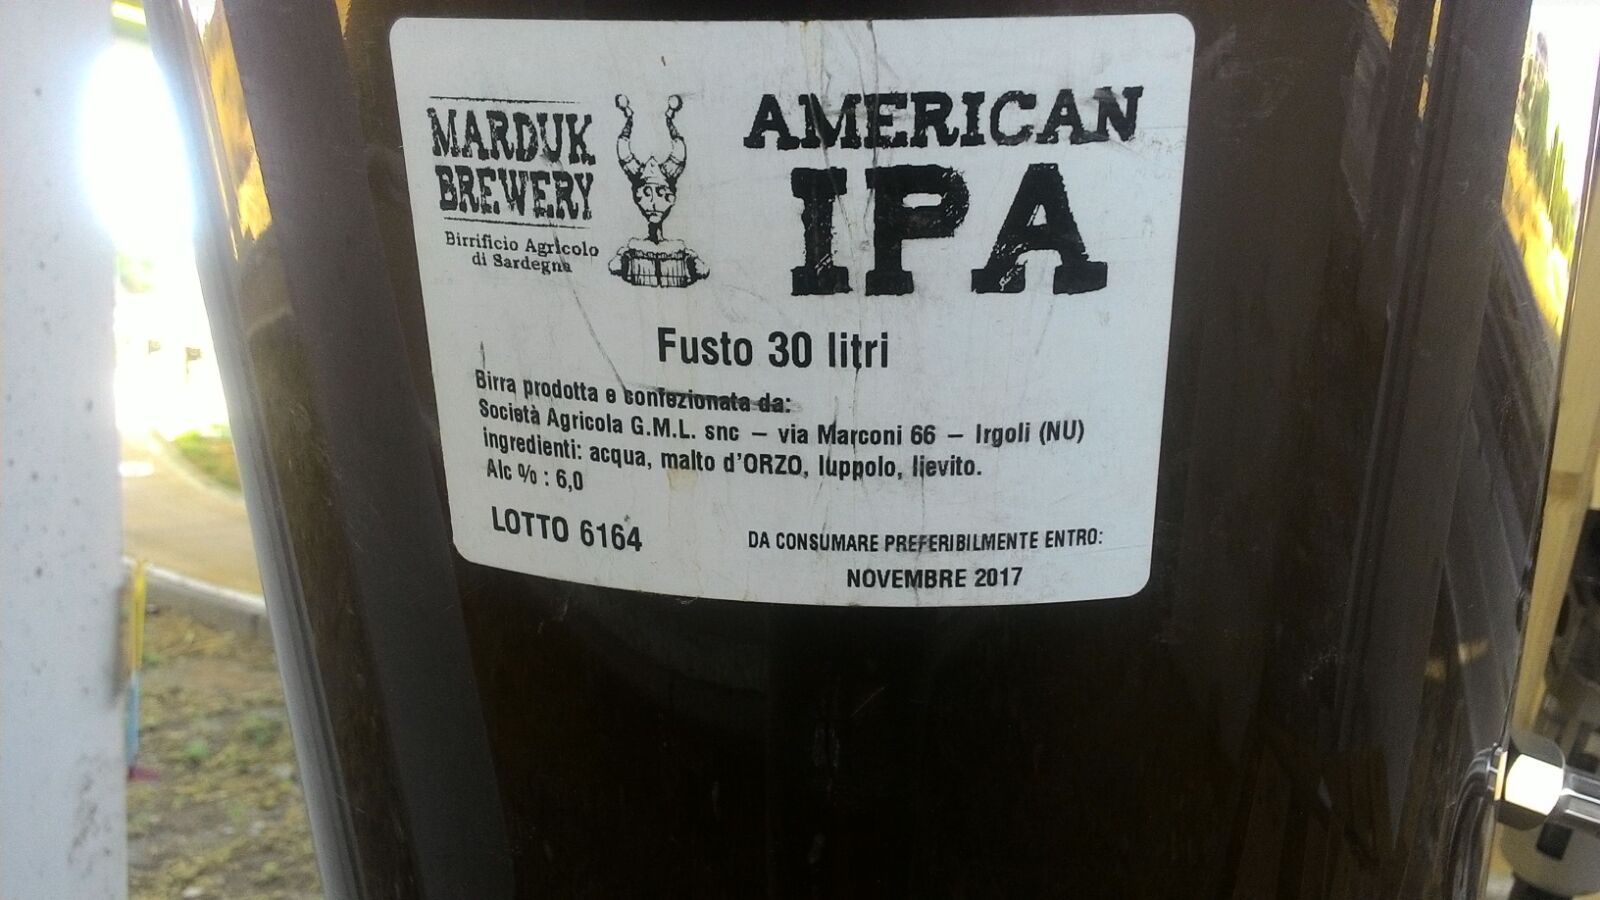 MARDUK
BREWERY
Birrificio Agricolo
di Sardegna
AMERICAN
IPA
Fusto 30 litri
Birra prodotta e confezionata da:
Società Agricola G.M.L. snc – via Marconi 66 – Irgoli (NU)
ingredienti: acqua, malto d'ORZO, luppolo, lievito.
Alc % : 6,0
LOTTO 6164
DA CONSUMARE PREFERIBILMENTE ENTRO:
NOVEMBRE 2017